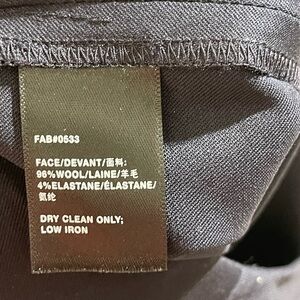 FAB#0533
FACE/DEVANT/面料:
96%WOOL/LAINE/羊毛
4%ELASTANE/ÉLASTANE/
氨纶
DRY CLEAN ONLY;
LOW IRON